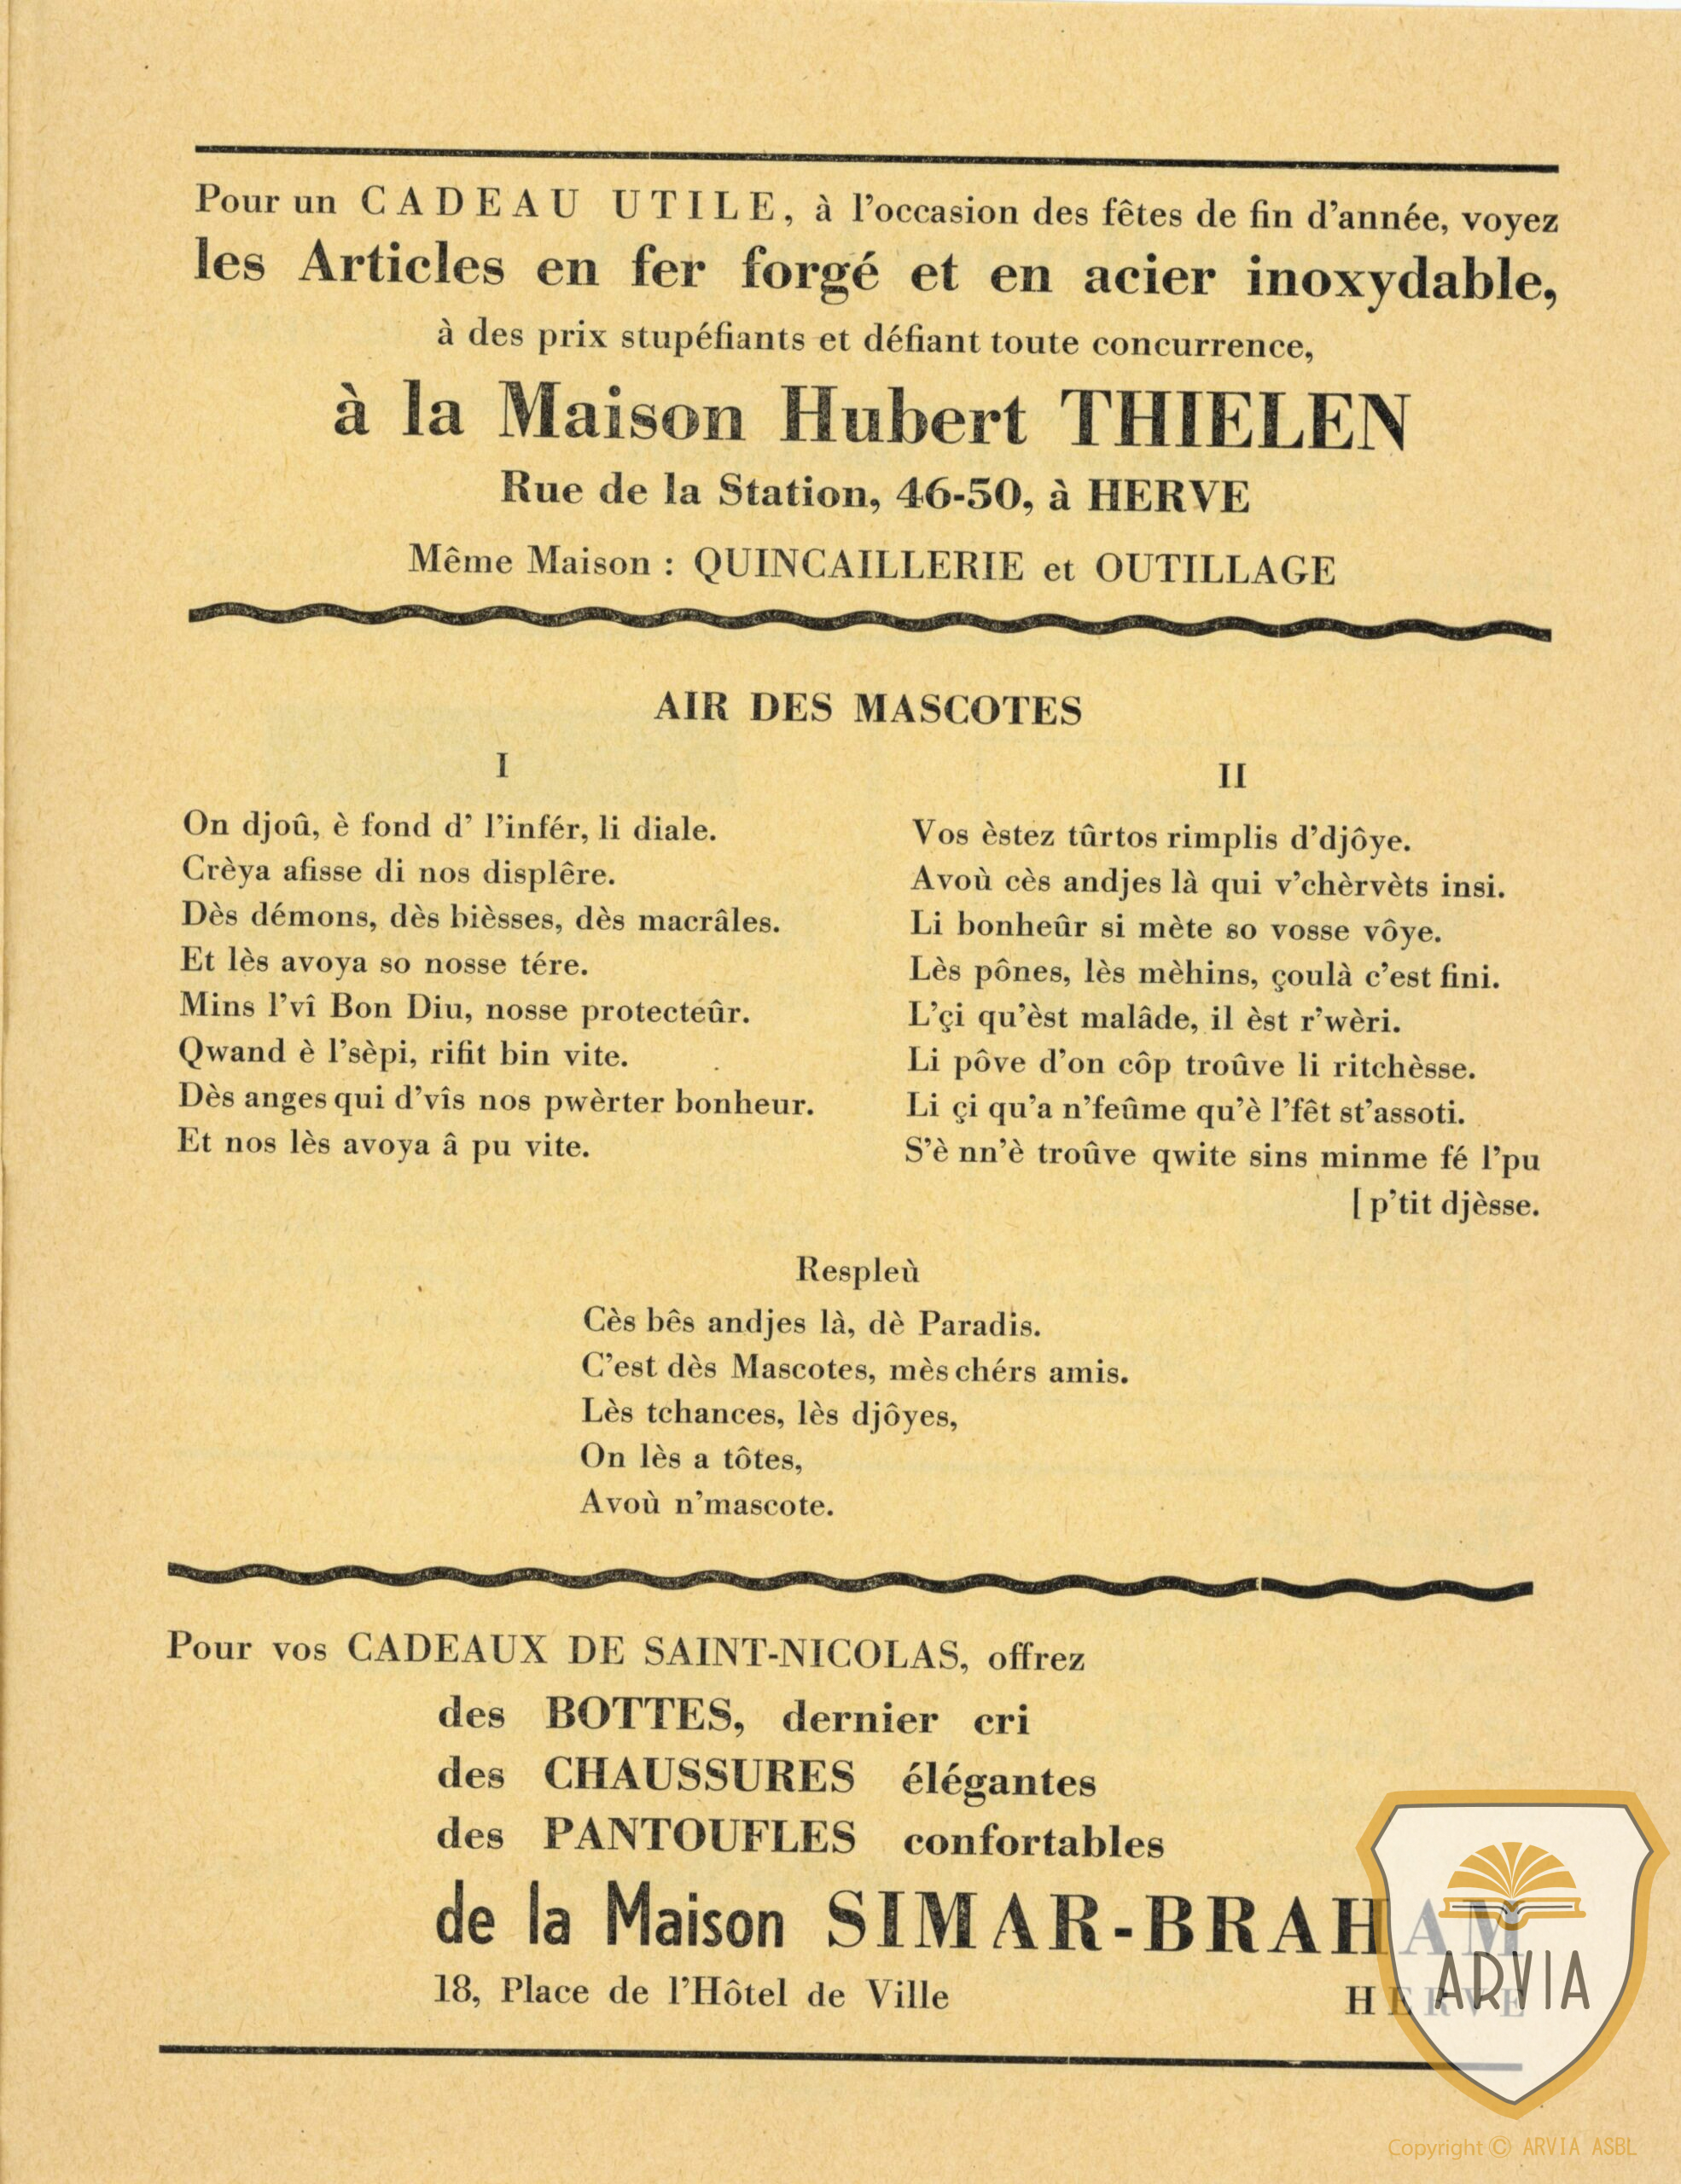 Pour un CADEAU UTILE, à l'occasion des fêtes de fin d'année, voyez
les Articles en fer forgé et en acier inoxydable,
à des prix stupéfiants et défiant toute concurrence,
à la Maison Hubert THIELEN
Rue de la Station, 46-50, à HERVE
Même Maison : QUINCAILLERIE et OUTILLAGE
AIR DES MASCOTES
I
On djoû, è fond d' l'infér, li diale.
Crèya afisse di nos displêre.
Dès démons, dès bièsses, dès macrâles.
Et lès avoya so nosse tére.
Mins l'vî Bon Diu, nosse protecteûr.
Qwand è l'sèpi, rifit bin vite.
Dès anges qui d'vîs nos pwèrter bonheur.
Et nos lès avoya â pu vite.
II
Vos èstez tûrtos rimplis d'djôye.
Avoù cès andjes là qui v'chèrvèts insi.
Li bonheûr si mète so vosse vôye.
Lès pônes, lès mèhins, çoulà c'est fini.
L'çi qu'èst malâde, il èst r'wèri.
Li pôve d'on côp troûve li ritchèsse.
Li çi qu'a n'feûme qu'è l'fêt st'assoti.
S'è nn'è troûve qwite sins minme fé l'pu
[ p'tit djèsse.
Respleù
Cès bês andjes là, dè Paradis.
C'est dès Mascotes, mès chérs amis.
Lès tchances, lès djôyes,
On lès a tôtes,
Avoù n'mascote.
Pour vos CADEAUX DE SAINT-NICOLAS, offrez
des BOTTES, dernier cri
des CHAUSSURES élégantes
des PANTOUFLES confortables
de la Maison SIMAR-BRAHAM
18, Place de l'Hôtel de Ville HERVE
ARVIA
Copyright © ARVIA ASBL